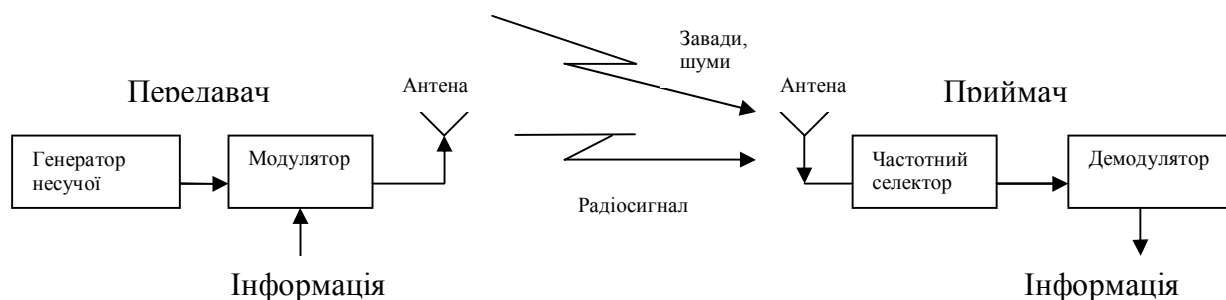 Завади,
шуми
Передавач
Антена
Антена
Приймач
Генератор
несучої
Модулятор
Частотний
селектор
Демодулятор
Радіосигнал
Інформація
Інформація